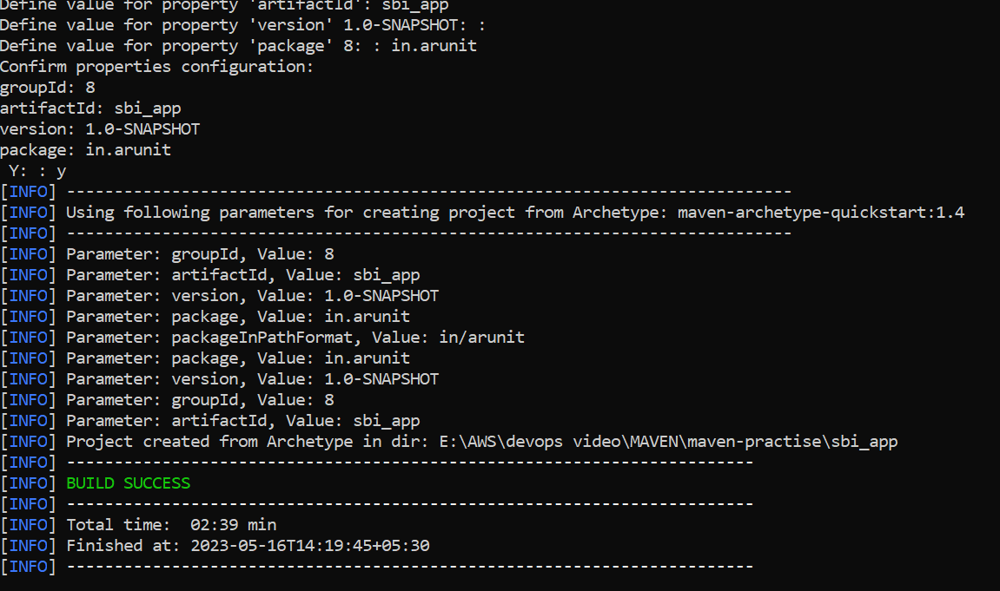 Define value for property 'artifactId': sbi_app
Define value for property 'version' 1.0-SNAPSHOT: :
Define value for property 'package' 8: : in.arunit
Confirm properties configuration:
groupId: 8
artifactId: sbi_app
version: 1.0-SNAPSHOT
package: in.arunit
 Y: : y
[INFO] ----------------------------------------------------------------------------
[INFO] Using following parameters for creating project from Archetype: maven-archetype-quickstart:1.4
[INFO] ----------------------------------------------------------------------------
[INFO] Parameter: groupId, Value: 8
[INFO] Parameter: artifactId, Value: sbi_app
[INFO] Parameter: version, Value: 1.0-SNAPSHOT
[INFO] Parameter: package, Value: in.arunit
[INFO] Parameter: packageInPathFormat, Value: in/arunit
[INFO] Parameter: package, Value: in.arunit
[INFO] Parameter: version, Value: 1.0-SNAPSHOT
[INFO] Parameter: groupId, Value: 8
[INFO] Parameter: artifactId, Value: sbi_app
[INFO] Project created from Archetype in dir: E:\AWS\devops video\MAVEN\maven-practise\sbi_app
[INFO] ------------------------------------------------------------------------
[INFO] BUILD SUCCESS
[INFO] ------------------------------------------------------------------------
[INFO] Total time:  02:39 min
[INFO] Finished at: 2023-05-16T14:19:45+05:30
[INFO] ------------------------------------------------------------------------